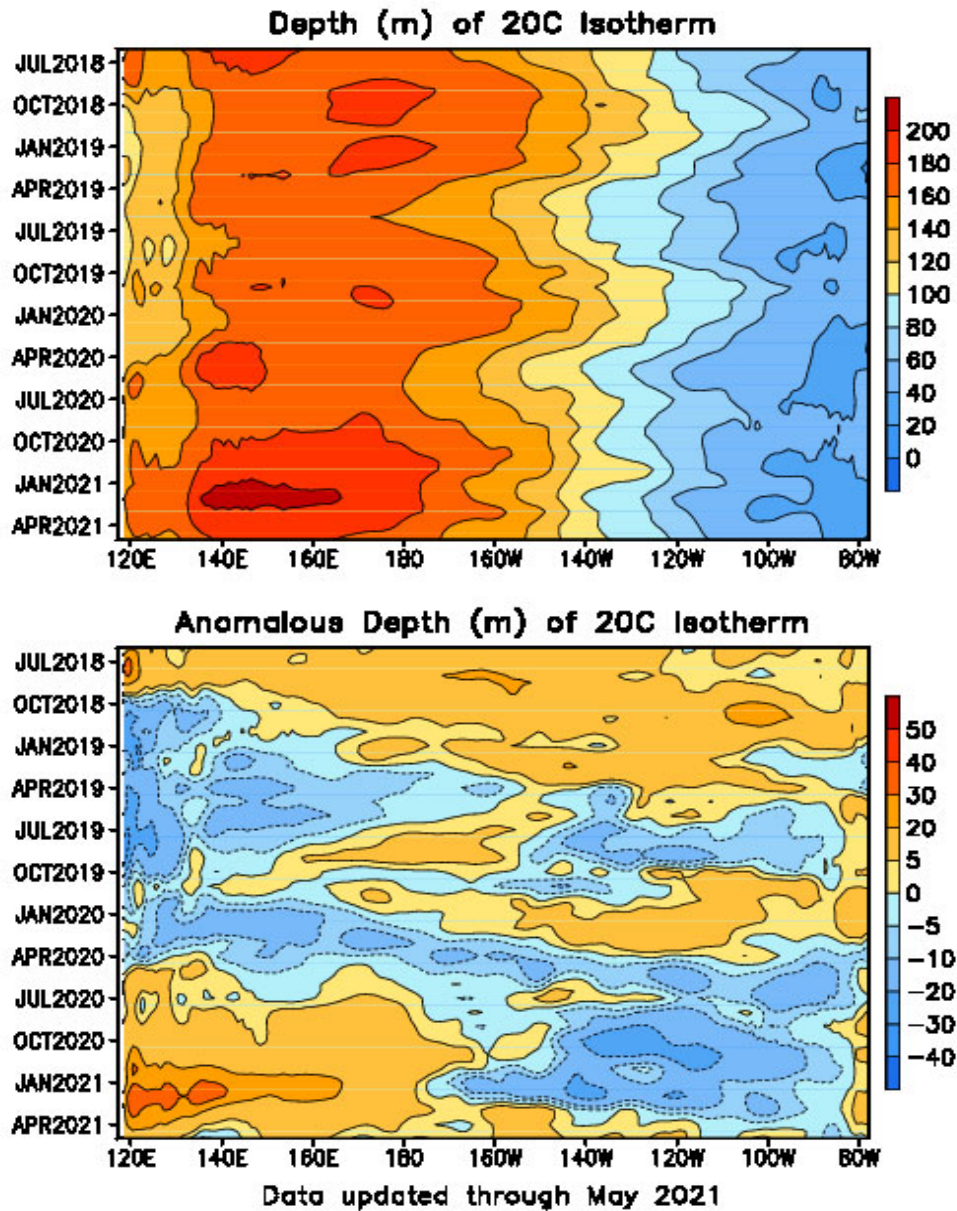 Depth (m) of 20C Isotherm
JUL2018
OCT2018
JAN2019
APR2019
JUL2019
OCT2019
JAN2020
APR2020
JUL2020
OCT2020
JAN2021
APR2021
120E 140E 160E 180 160W 140W 120W 100W 80W
200
180
160
140
120
100
80
60
40
20
0
Anomalous Depth (m) of 20C Isotherm
JUL2018
OCT2018
JAN2019
APR2019
JUL2019
OCT2019
JAN2020
APR2020
JUL2020
OCT2020
JAN2021
APR2021
120E 140E 160E 180 160W 140W 120W 100W 80W
50
40
30
20
5
0
-5
-10
-20
-30
-40
Data updated through May 2021